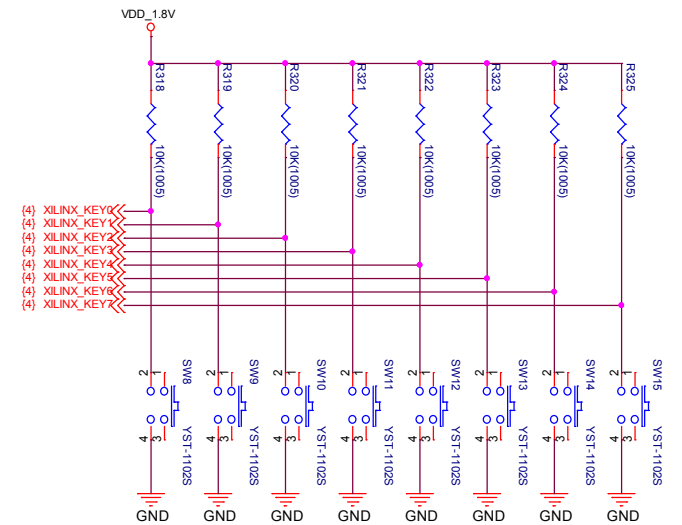 VDD_1.8V
R318
R319
R320
R321
R322
R323
R324
R325
10K(1005)
10K(1005)
10K(1005)
10K(1005)
10K(1005)
10K(1005)
10K(1005)
10K(1005)
{4} XILINX_KEY0
{4} XILINX_KEY1
{4} XILINX_KEY2
{4} XILINX_KEY3
{4} XILINX_KEY4
{4} XILINX_KEY5
{4} XILINX_KEY6
{4} XILINX_KEY7
2 1 SW8
2 1 SW9
2 1 SW10
2 1 SW11
2 1 SW12
2 1 SW13
2 1 SW14
2 1 SW15
4 3 YST-1102S
4 3 YST-1102S
4 3 YST-1102S
4 3 YST-1102S
4 3 YST-1102S
4 3 YST-1102S
4 3 YST-1102S
4 3 YST-1102S
GND GND GND GND GND GND GND GND